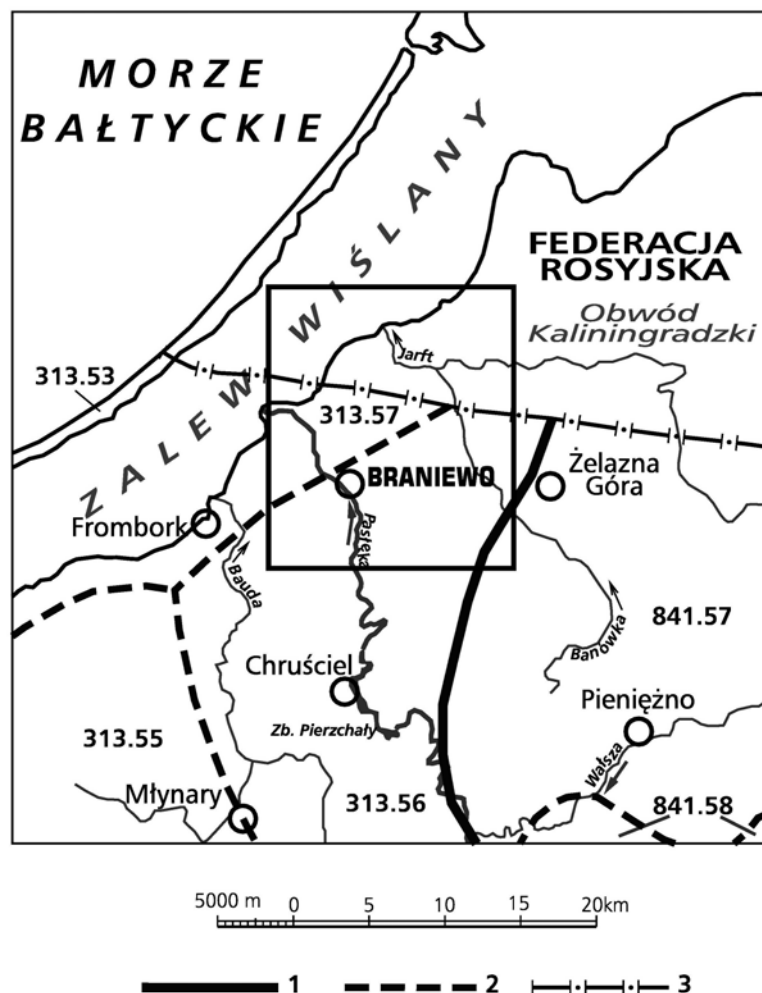 MORZE
BAŁTYCKIE
ZALEW WIŚLANY
FEDERACJA
ROSYJSKA
Obwód
Kaliningradzki
Jarft
313.53
313.57
BRANIEWO
Żelazna
Góra
Frombork
Pasłęka
Bauda
841.57
Banówka
Chruściel
Pieniężno
Zb. Pierzchały
313.55
Wałsza
Młynary
313.56
841.58
5000 m 0 5 10 15 20km
1 2 3